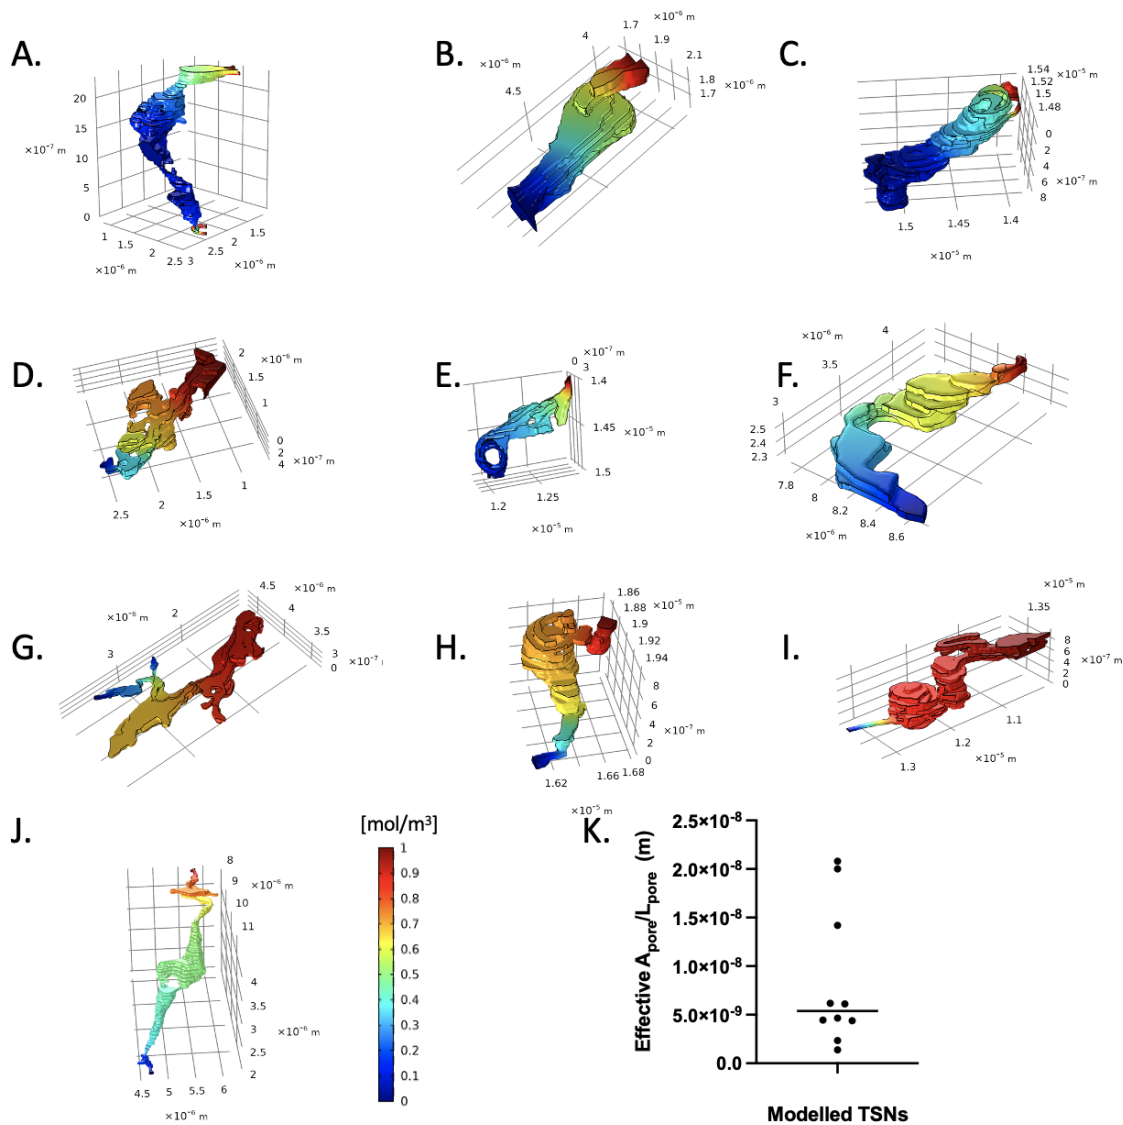 A.
20
15
×10⁻⁷ m
10
5
0
1
1.5
2
2.5
3
2.5
2
1.5
×10⁻⁶ m
×10⁻⁶ m
B.
×10⁻⁶ m
1.7
4
1.9
×10⁻⁶ m
2.1
4.5
1.8
1.7
×10⁻⁶ m
C.
1.54
×10⁻⁵ m
1.52
1.5
1.48
0
2
4
6
×10⁻⁷ m
8
1.5
1.45
1.4
×10⁻⁵ m
D.
2
×10⁻⁶ m
1.5
1
0
2
4
×10⁻⁷ m
2.5
2
1.5
1
×10⁻⁶ m
E.
0
×10⁻⁷ m
3
1.4
1.45
×10⁻⁵ m
1.5
1.2
1.25
×10⁻⁵ m
F.
×10⁻⁶ m
4
3.5
3
2.5
2.4
2.3
7.8
8
8.2
8.4
8.6
×10⁻⁶ m
G.
×10⁻⁶ m
2
3
4.5
×10⁻⁶ m
4
3.5
3
0
×10⁻⁷ m
H.
1.86
1.88
×10⁻⁵ m
1.9
1.92
1.94
8
6
4
×10⁻⁷ m
2
0
1.62
1.66
1.68
×10⁻⁵ m
I.
×10⁻⁵ m
1.35
8
6
4
×10⁻⁷ m
2
0
1.1
1.2
1.3
×10⁻⁵ m
J.
8
9
×10⁻⁶ m
10
11
4
3.5
3
×10⁻⁶ m
2.5
2
4.5
5
5.5
6
×10⁻⁶ m
[mol/m³]
1
0.9
0.8
0.7
0.6
0.5
0.4
0.3
0.2
0.1
0
K.
Effective Apore/Lpore (m)
2.5×10⁻⁸
2.0×10⁻⁸
1.5×10⁻⁸
1.0×10⁻⁸
5.0×10⁻⁹
0.0
Modelled TSNs